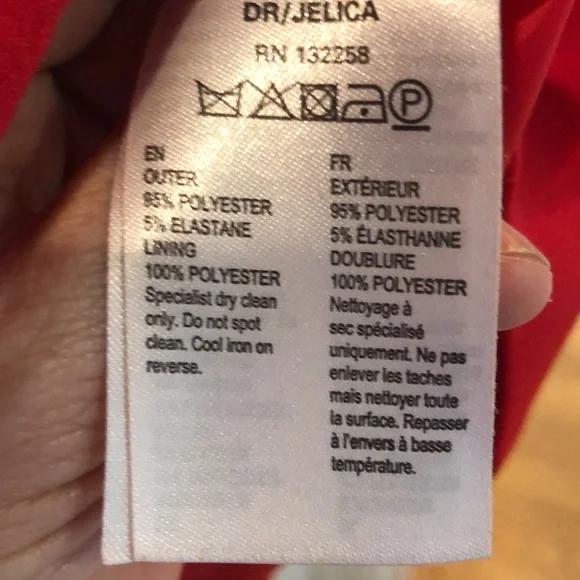 DR/JELICA
RN 132258
P
EN
OUTER
95% POLYESTER
5% ELASTANE
LINING
100% POLYESTER
Specialist dry clean
only. Do not spot
clean. Cool iron on
reverse.
FR
EXTÉRIEUR
95% POLYESTER
5% ÉLASTHANNE
DOUBLURE
100% POLYESTER
Nettoyage à
sec spécialisé
uniquement. Ne pas
enlever les taches
mais nettoyer toute
la surface. Repasser
à l'envers à basse
température.